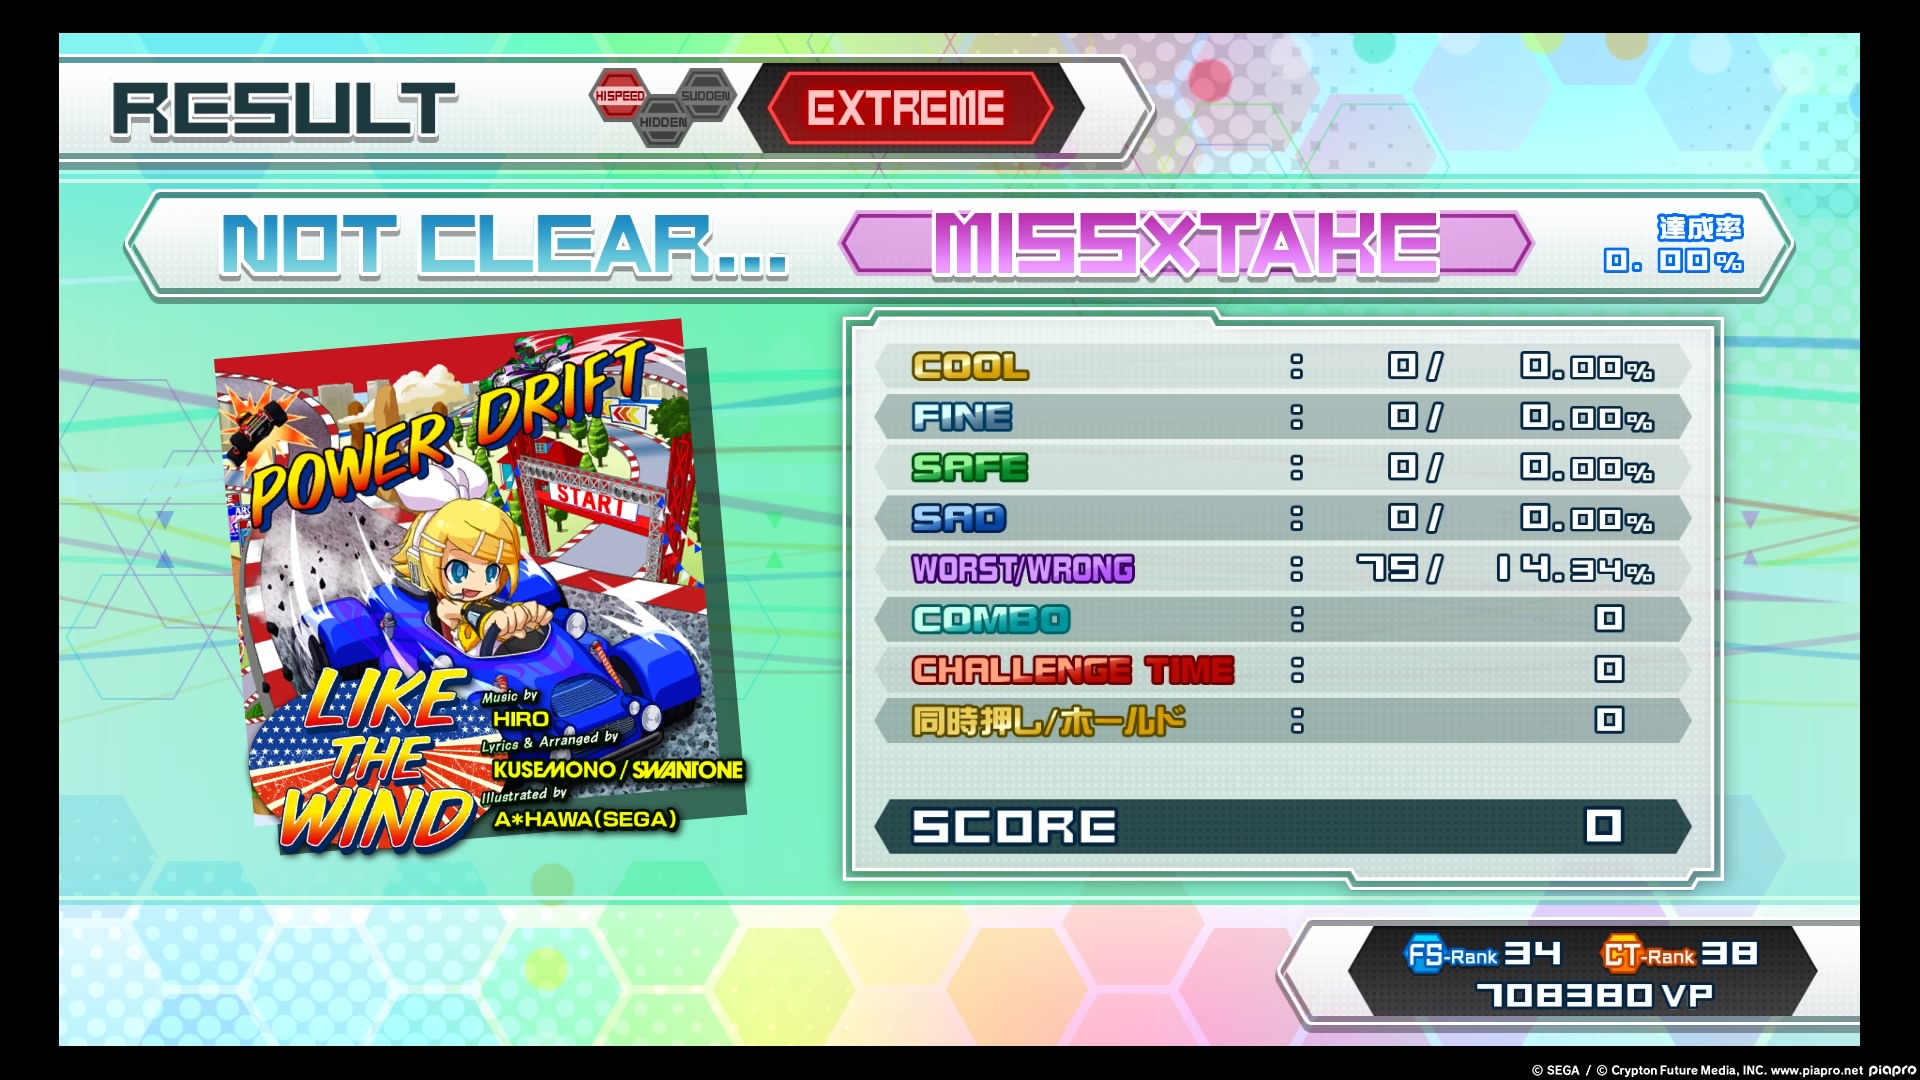 RESULT
HISPEED
SUDDEN
HIDDEN
EXTREME
NOT CLEAR...
MISS×TAKE
達成率
0.00%
POWER DRIFT
START
LIKE
THE
WIND
Music by
HIRO
Lyrics & Arranged by
KUSEMONO / SWANTONE
Illustrated by
A*HAWA(SEGA)
COOL : 0 / 0.00%
FINE : 0 / 0.00%
SAFE : 0 / 0.00%
SAD : 0 / 0.00%
WORST/WRONG : 75 / 14.34%
COMBO : 0
CHALLENGE TIME : 0
同時押し/ホールド : 0
SCORE 0
FS-Rank 34 CT-Rank 38
708380 VP
© SEGA / © Crypton Future Media, INC. www.piapro.net piapro